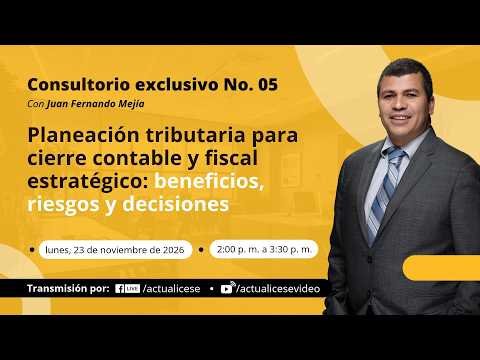 Consultorio exclusivo No. 05
Con Juan Fernando Mejía
Planeación tributaria para
cierre contable y fiscal
estratégico: beneficios,
riesgos y decisiones
lunes, 23 de noviembre de 2026
2:00 p. m. a 3:30 p. m.
Transmisión por: LIVE /actualicese • /actualicesevideo